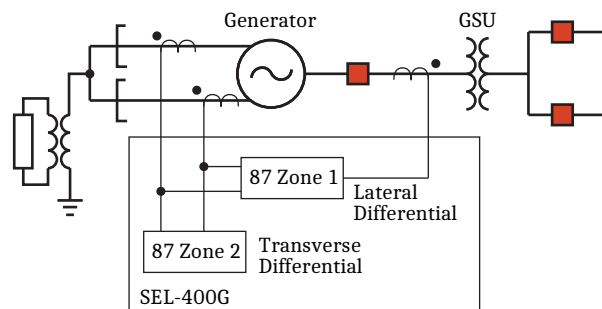 Generator
GSU
87 Zone 1
Lateral
Differential
87 Zone 2
Transverse
Differential
SEL-400G